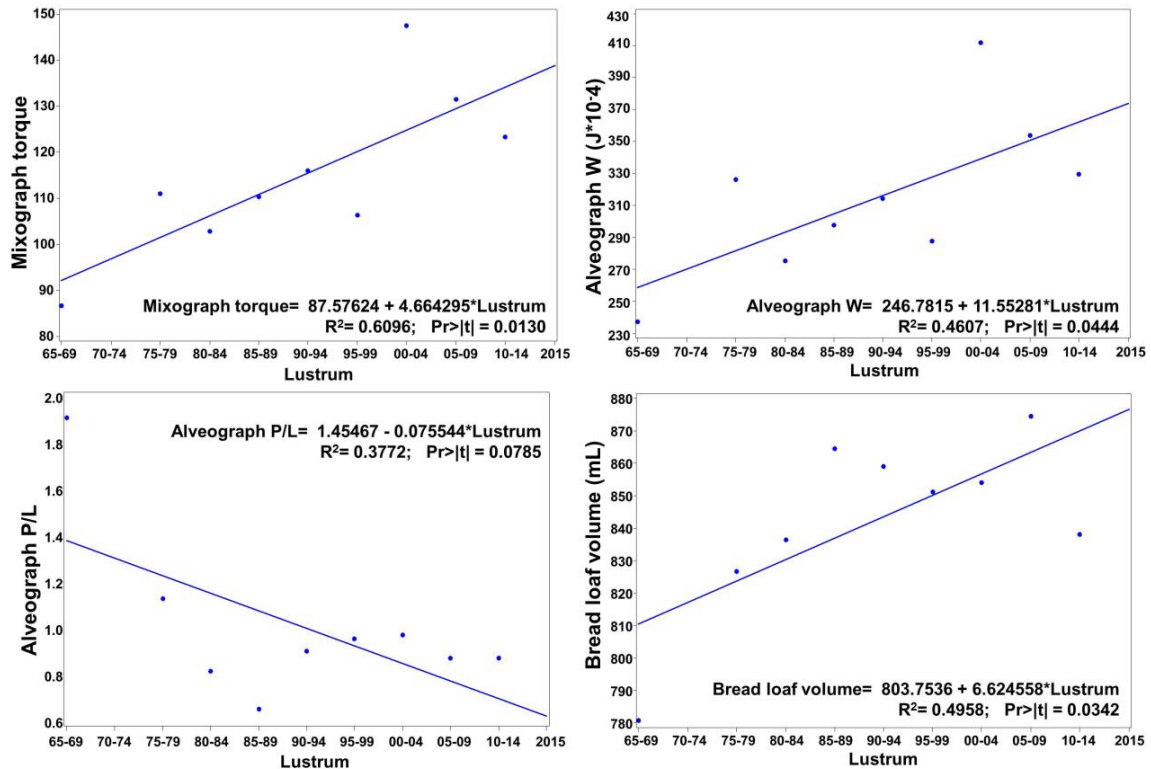 Mixograph torque
150
140
130
120
110
100
90
80
Mixograph torque= 87.57624 + 4.664295*Lustrum
R²= 0.6096; Pr>|t| = 0.0130
65-69 70-74 75-79 80-84 85-89 90-94 95-99 00-04 05-09 10-14 2015
Lustrum
Alveograph W (J*10-4)
430
410
390
370
350
330
310
290
270
250
230
Alveograph W= 246.7815 + 11.55281*Lustrum
R²= 0.4607; Pr>|t| = 0.0444
65-69 70-74 75-79 80-84 85-89 90-94 95-99 00-04 05-09 10-14 2015
Lustrum
Alveograph P/L
2.0
1.8
1.6
1.4
1.2
1.0
0.8
0.6
Alveograph P/L= 1.45467 - 0.075544*Lustrum
R²= 0.3772; Pr>|t| = 0.0785
65-69 70-74 75-79 80-84 85-89 90-94 95-99 00-04 05-09 10-14 2015
Lustrum
Bread loaf volume (mL)
880
870
860
850
840
830
820
810
800
790
780
Bread loaf volume= 803.7536 + 6.624558*Lustrum
R²= 0.4958; Pr>|t| = 0.0342
65-69 70-74 75-79 80-84 85-89 90-94 95-99 00-04 05-09 10-14 2015
Lustrum